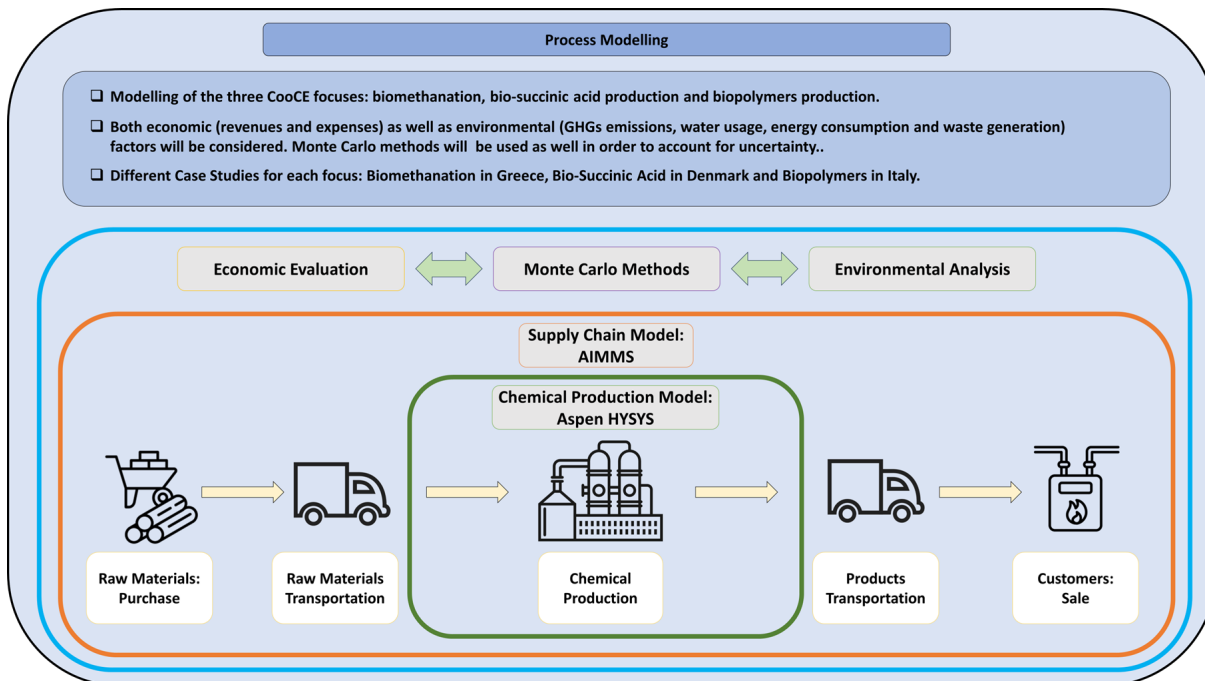 Process Modelling
❑ Modelling of the three CooCE focuses: biomethanation, bio-succinic acid production and biopolymers production.
❑ Both economic (revenues and expenses) as well as environmental (GHGs emissions, water usage, energy consumption and waste generation)
factors will be considered. Monte Carlo methods will be used as well in order to account for uncertainty..
❑ Different Case Studies for each focus: Biomethanation in Greece, Bio-Succinic Acid in Denmark and Biopolymers in Italy.
Economic Evaluation
Monte Carlo Methods
Environmental Analysis
Supply Chain Model:
AIMMS
Chemical Production Model:
Aspen HYSYS
Raw Materials:
Purchase
Raw Materials
Transportation
Chemical
Production
Products
Transportation
Customers:
Sale